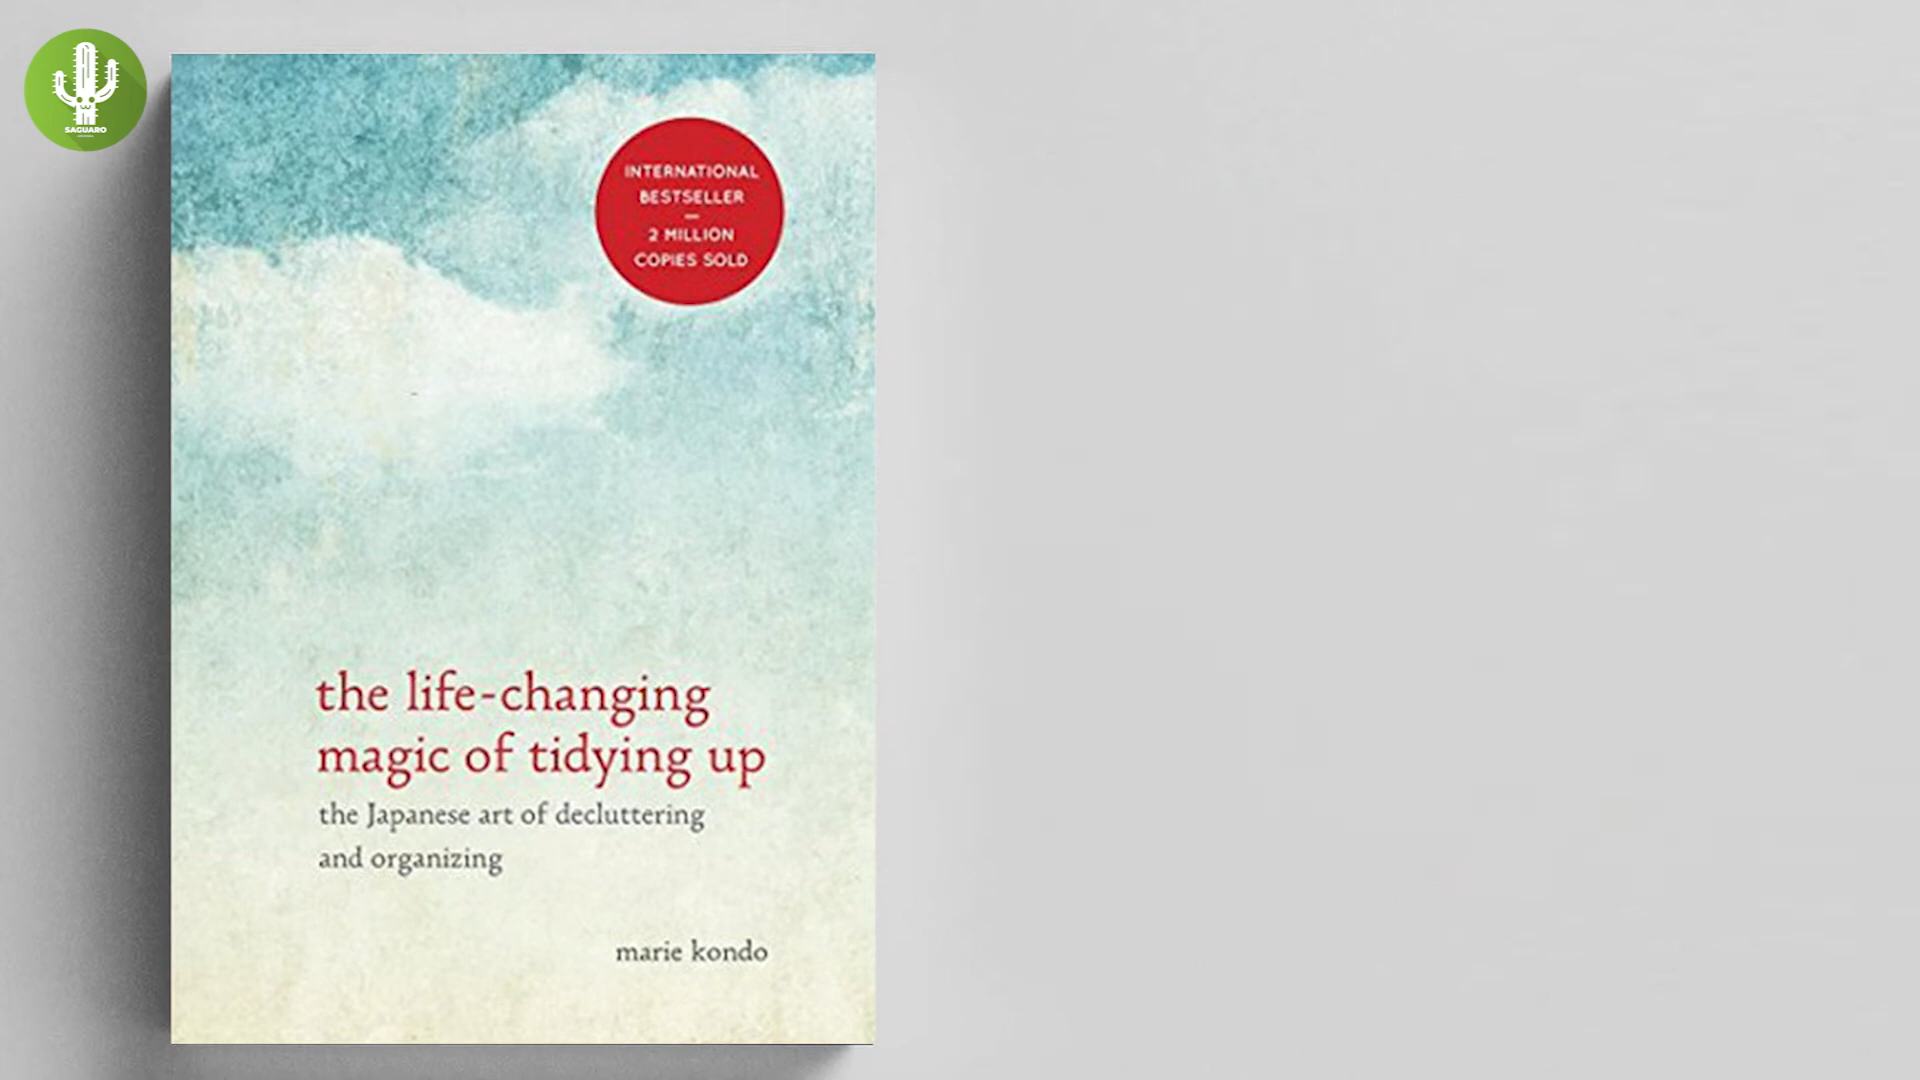 SAGUARO
INTERNATIONAL
BESTSELLER
—
2 MILLION
COPIES SOLD
the life-changing
magic of tidying up
the Japanese art of decluttering
and organizing
marie kondo